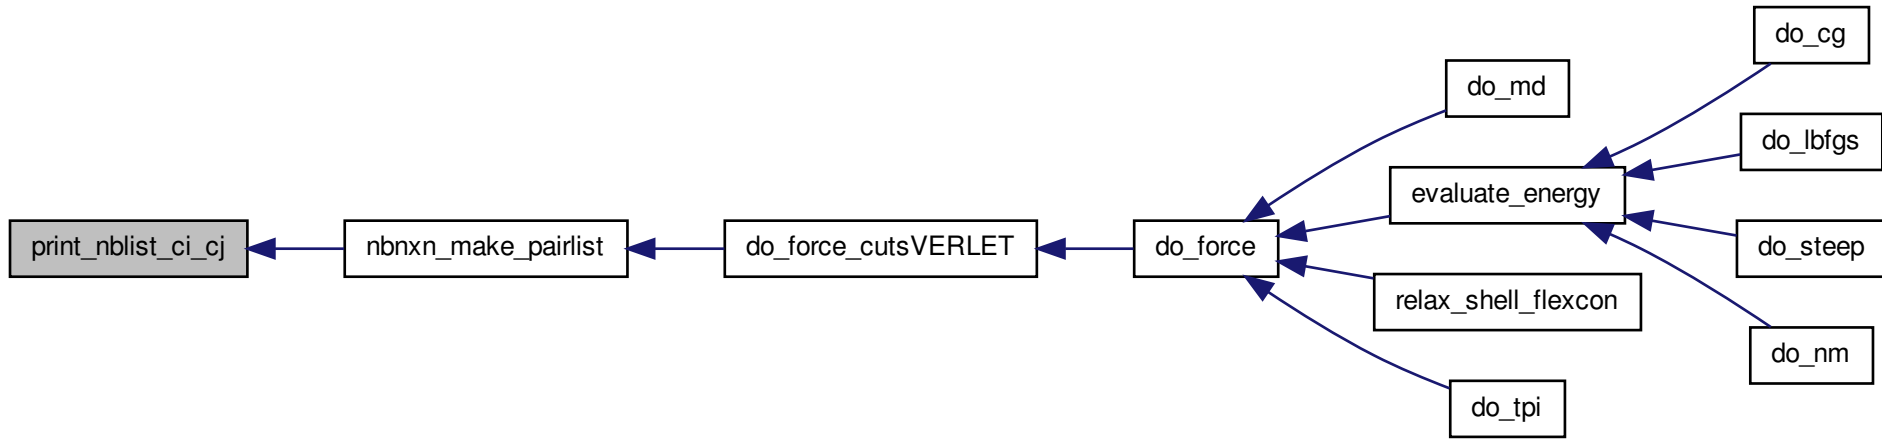 print_nblist_ci_cj
nbnxn_make_pairlist
do_force_cutsVERLET
do_force
do_md
evaluate_energy
relax_shell_flexcon
do_tpi
do_cg
do_lbfgs
do_steep
do_nm